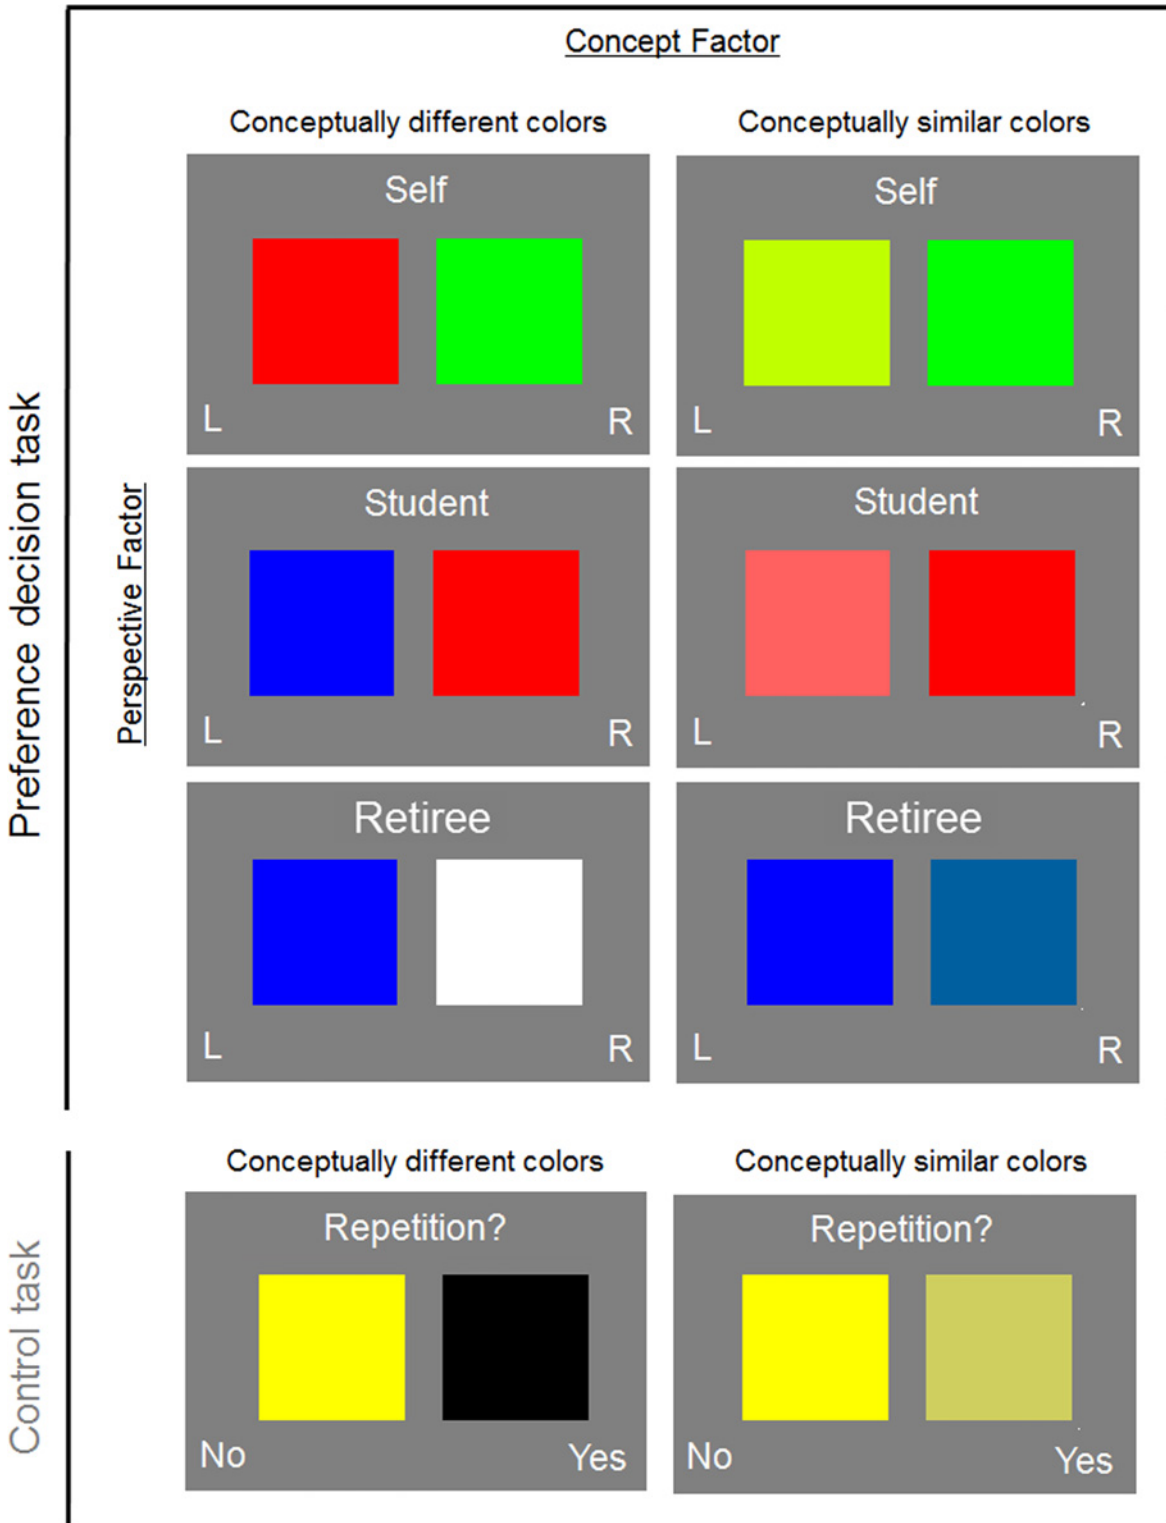 Concept Factor
Conceptually different colors
Conceptually similar colors
Preference decision task
Perspective Factor
Self
L
R
Self
L
R
Student
L
R
Student
L
R
Retiree
L
R
Retiree
L
R
Control task
Conceptually different colors
Conceptually similar colors
Repetition?
No
Yes
Repetition?
No
Yes